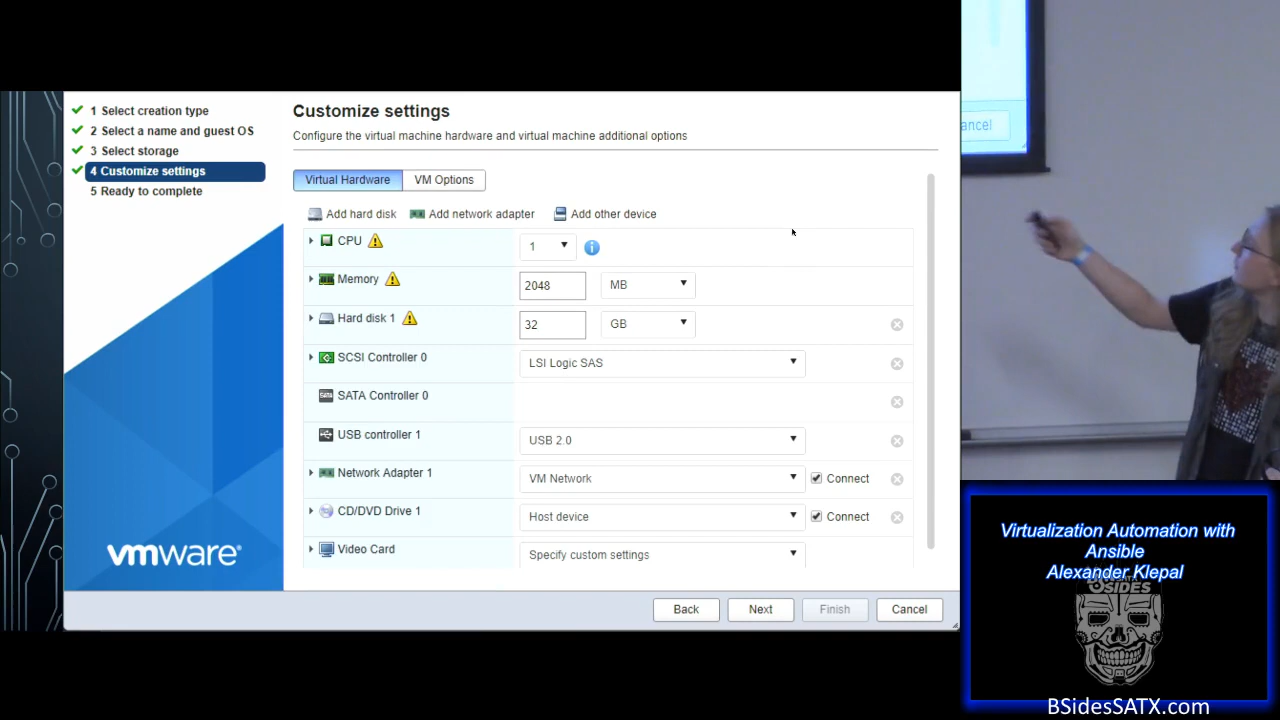 1 Select creation type
2 Select a name and guest OS
3 Select storage
4 Customize settings
5 Ready to complete
vmware®
Customize settings
Configure the virtual machine hardware and virtual machine additional options
Virtual Hardware VM Options
Add hard disk Add network adapter Add other device
CPU 1
Memory 2048 MB
Hard disk 1 32 GB
SCSI Controller 0 LSI Logic SAS
SATA Controller 0
USB controller 1 USB 2.0
Network Adapter 1 VM Network Connect
CD/DVD Drive 1 Host device Connect
Video Card Specify custom settings
Back Next Finish Cancel
ancel
Virtualization Automation with
Ansible
Alexander Klepal
BSIDES
BSidesSATX.com